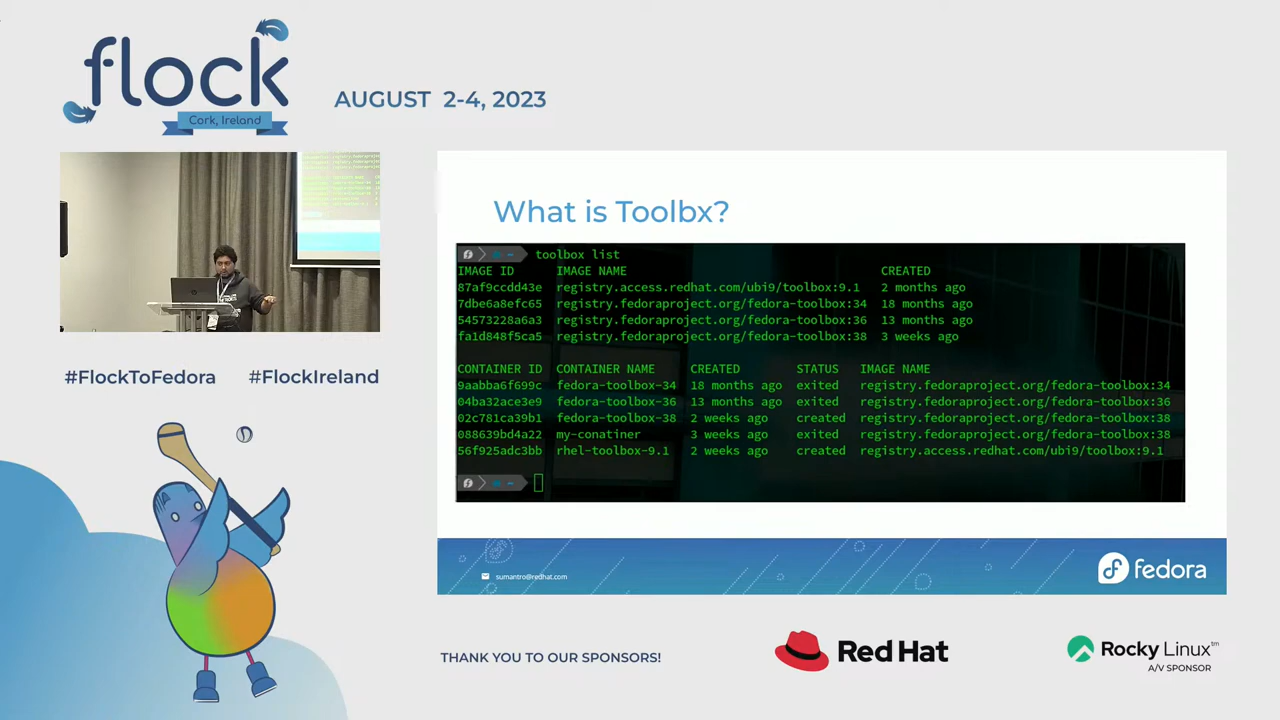 flock
Cork, Ireland
AUGUST 2-4, 2023
#FlockToFedora #FlockIreland
What is Toolbx?
toolbox list
IMAGE ID IMAGE NAME CREATED
87af9ccdd43e registry.access.redhat.com/ubi9/toolbox:9.1 2 months ago
7dbe6a8efc65 registry.fedoraproject.org/fedora-toolbox:34 18 months ago
54573228a6a3 registry.fedoraproject.org/fedora-toolbox:36 13 months ago
fa1d848f5ca5 registry.fedoraproject.org/fedora-toolbox:38 3 weeks ago
CONTAINER ID CONTAINER NAME CREATED STATUS IMAGE NAME
9aabba6f699c fedora-toolbox-34 18 months ago exited registry.fedoraproject.org/fedora-toolbox:34
04ba32ace3e9 fedora-toolbox-36 13 months ago exited registry.fedoraproject.org/fedora-toolbox:36
02c781ca39b1 fedora-toolbox-38 2 weeks ago created registry.fedoraproject.org/fedora-toolbox:38
088639bd4a22 my-conatiner 3 weeks ago exited registry.fedoraproject.org/fedora-toolbox:38
56f925adc3bb rhel-toolbox-9.1 2 weeks ago created registry.access.redhat.com/ubi9/toolbox:9.1
sumantro@redhat.com
fedora
THANK YOU TO OUR SPONSORS!
Red Hat
Rocky Linux™
A/V SPONSOR